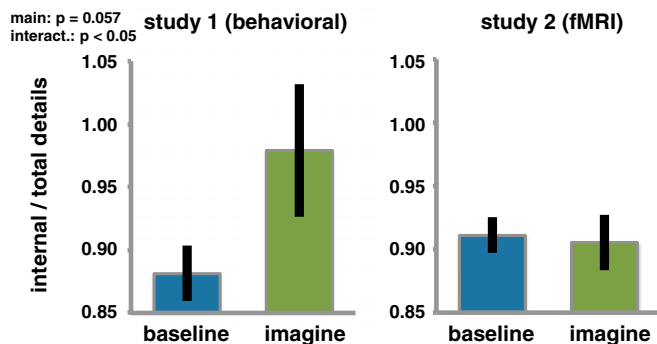 main: p = 0.057
interact.: p < 0.05
study 1 (behavioral)
study 2 (fMRI)
internal / total details
1.05
1.00
0.95
0.90
0.85
baseline
imagine
1.05
1.00
0.95
0.90
0.85
baseline
imagine